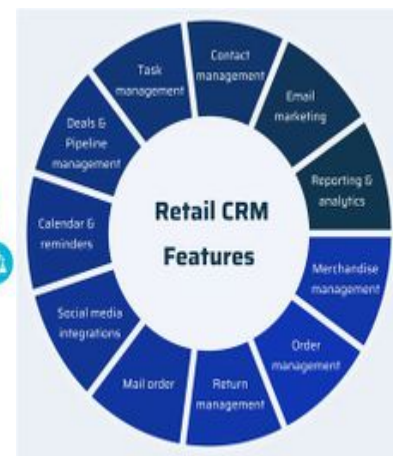 Contact
management
Email
marketing
Reporting &
analytics
Merchandise
management
Order
management
Return
management
Mail order
Social media
integrations
Calendar &
reminders
Deals &
Pipeline
management
Task
management
Retail CRM
Features